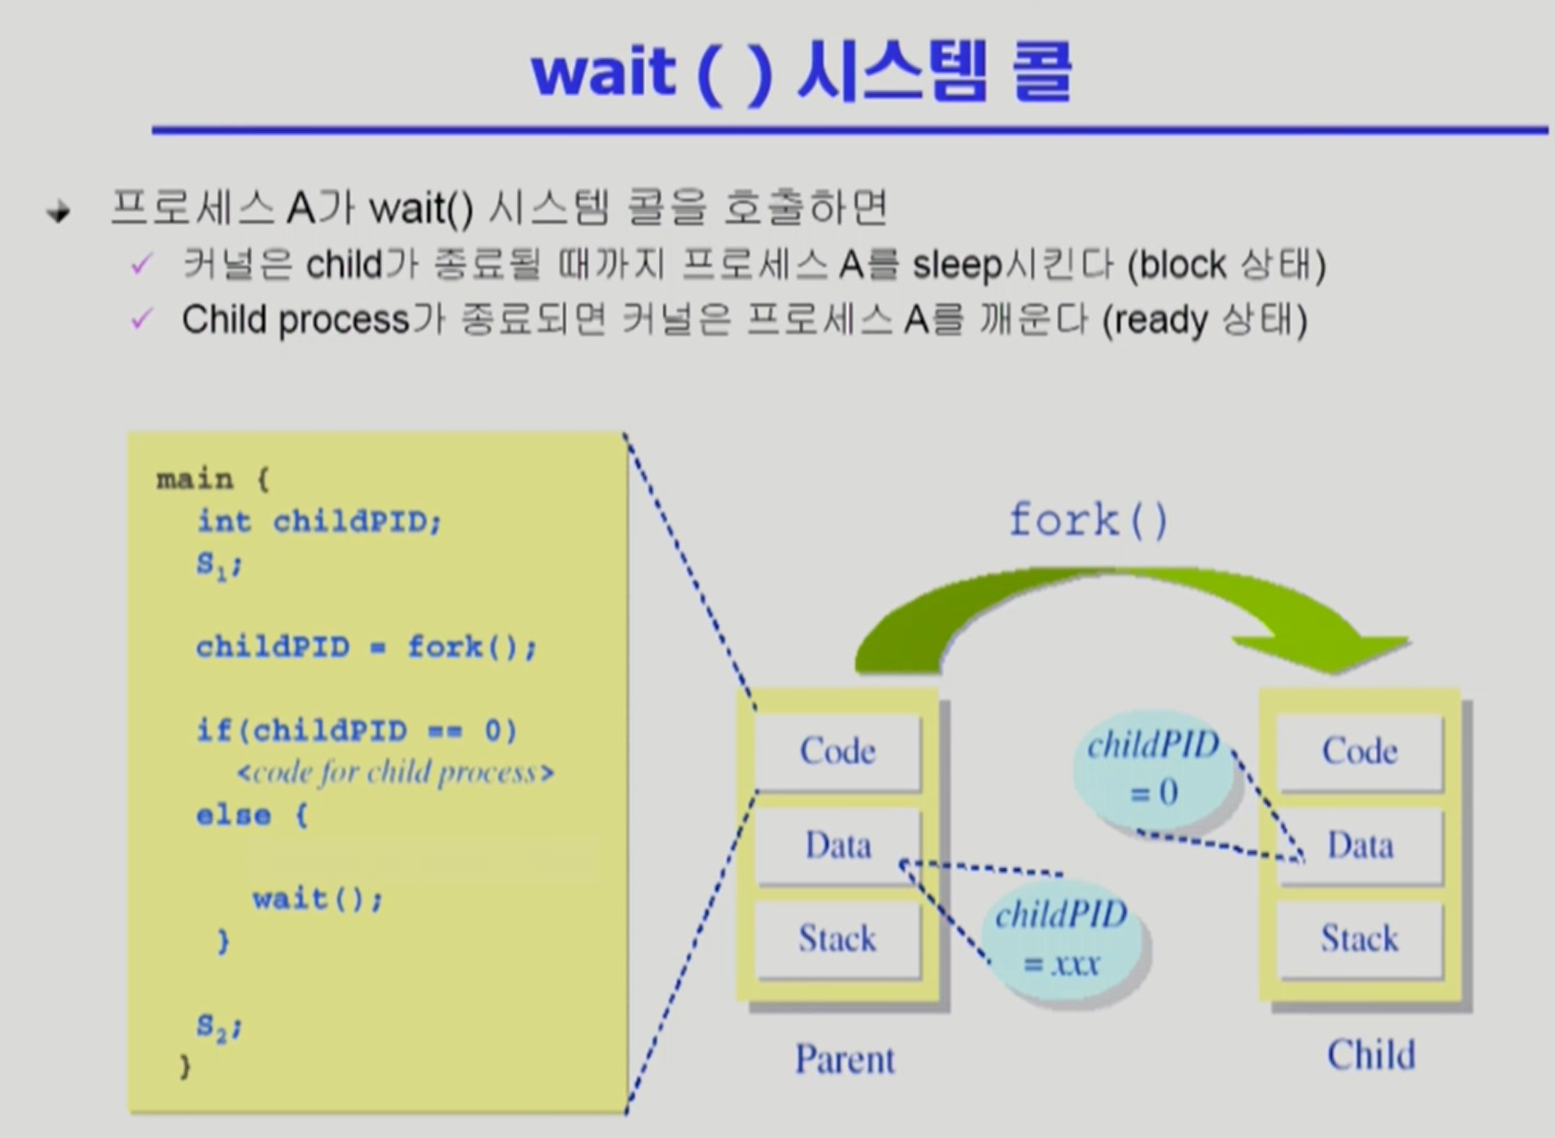 wait ( ) 시스템 콜
프로세스 A가 wait() 시스템 콜을 호출하면
✓ 커널은 child가 종료될 때까지 프로세스 A를 sleep시킨다 (block 상태)
✓ Child process가 종료되면 커널은 프로세스 A를 깨운다 (ready 상태)
main {
int childPID;
S₁;
childPID = fork();
if(childPID == 0)
<code for child process>
else {
wait();
}
S₂;
}
fork()
Code
Data
Stack
Parent
childPID
= xxx
childPID
= 0
Code
Data
Stack
Child